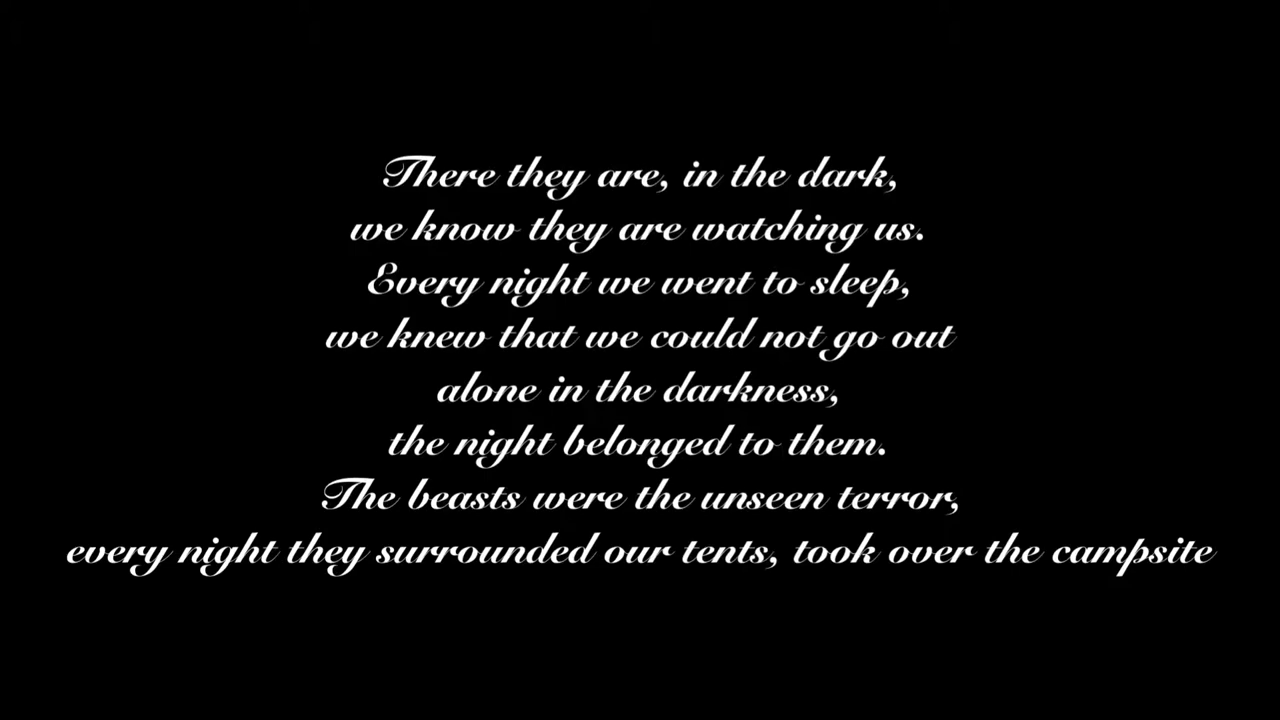 There they are, in the dark,
we know they are watching us.
Every night we went to sleep,
we knew that we could not go out
alone in the darkness,
the night belonged to them.
The beasts were the unseen terror,
every night they surrounded our tents, took over the campsite